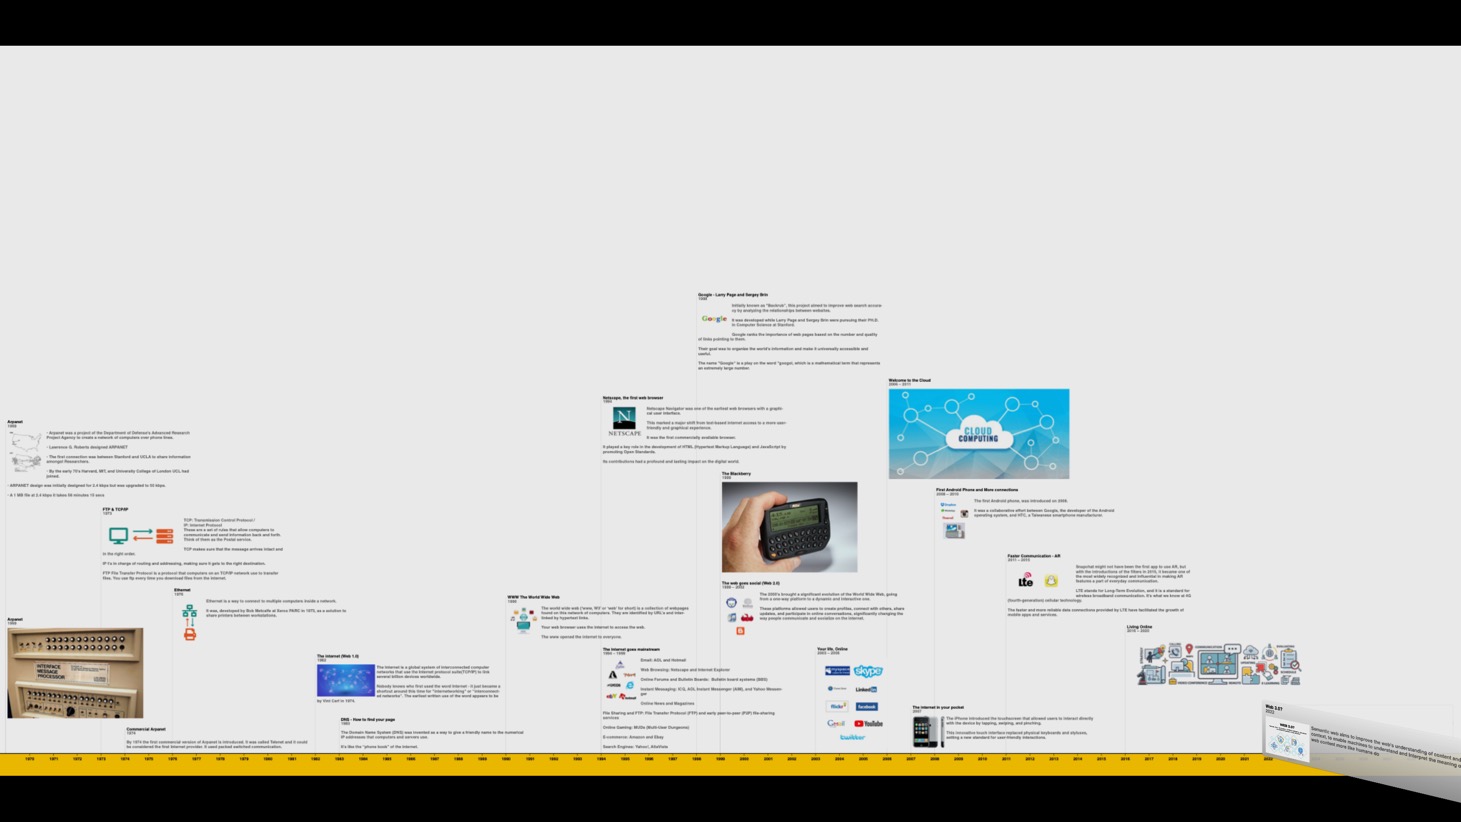 Google - Larry Page and Sergey Brin
1998
Initially known as "Backrub", this project aimed to improve web search accura-
cy by analyzing the relationships between websites.
It was developed while Larry Page and Sergey Brin were pursuing their PH.D.
in Computer Science at Stanford.
Google
Google ranks the importance of web pages based on the number and quality
of links pointing to them.
Their goal was to organize the world's information and make it universally accessible and
useful.
The name "Google" is a play on the word "googol, which is a mathematical term that represents
an extremely large number.
Welcome to the Cloud
2006 – 2011
CLOUD
COMPUTING
Netscape, the first web browser
1994
Netscape Navigator was one of the earliest web browsers with a graphi-
cal user interface.
This marked a major shift from text-based internet access to a more user-
friendly and graphical experience.
N
NETSCAPE
It was the first commercially available browser.
It played a key role in the development of HTML (Hypertext Markup Language) and JavaScript by
promoting Open Standards.
Its contributions had a profound and lasting impact on the digital world.
Arpanet
1969
- Arpanet was a project of the Department of Defense's Advanced Research
Project Agency to create a network of computers over phone lines.
- Lawrence G. Roberts designed ARPANET
- The first connection was between Stanford and UCLA to share information
amongst Researchers.
- By the early 70's Harvard, MIT, and University College of London UCL had
joined.
- ARPANET design was initially designed for 2.4 kbps but was upgraded to 50 kbps.
The Blackberry
1999
First Android Phone and More connections
2008 – 2010
The first Android phone, was introduced on 2008.
It was a collaborative effort between Google, the developer of the Android
operating system, and HTC, a Taiwanese smartphone manufacturer.
FTP & TCP/IP
1973
TCP: Transmission Control Protocol /
IP: Internet Protocol
These are a set of rules that allow computers to
communicate and send information back and forth.
Think of them as the Postal service.
TCP makes sure that the message arrives intact and
in the right order.
IP it's in charge of routing and addressing, making sure it gets to the right destination.
FTP File Transfer Protocol is a protocol that computers on an TCP/IP network use to transfer
files. You use ftp every time you download files from the internet.
Faster Communication - AR
2011 – 2015
lte
Snapchat might not have been the first app to use AR, but
with the introductions of the filters in 2015, it became one of
the most widely recognized and influential in making AR
features a part of everyday communication.
LTE stands for Long-Term Evolution, and it is a standard for
wireless broadband communication. It's what we know as 4G
(fourth-generation) cellular technology.
The faster and more reliable data connections provided by LTE have facilitated the growth of
mobile apps and services.
The web goes social (Web 2.0)
1999 – 2003
The 2000's brought a significant evolution of the World Wide Web, going
from a one-way platform to a dynamic and interactive one.
These platforms allowed users to create profiles, connect with others, share
updates, and participate in online conversations, significantly changing the
way people communicate and socialize on the internet.
Ethernet
Ethernet is a way to connect to multiple computers inside a network.
It was, developed by Bob Metcalfe at Xerox PARC in 1973, as a solution to
share printers between workstations.
WWW The World Wide Web
1990
The world wide web ('www, W3' or 'web' for short) is a collection of webpages
found on this network of computers. They are identified by URLs and inter-
linked by hypertext links.
Your web browser uses the internet to access the web.
The www opened the internet to everyone.
Arpanet
1969
INTERFACE
MESSAGE
PROCESSOR
Living Online
2016 – 2020
The internet goes mainstream
1994 – 1999
Email: AOL and Hotmail
Web Browsing: Netscape and Internet Explorer
Online Forums and Bulletin Boards: Bulletin board systems (BBS)
Instant Messaging: ICQ, AOL Instant Messenger (AIM), and Yahoo Messen-
ger
Online News and Magazines
File Sharing and FTP: File Transfer Protocol (FTP) and early peer-to-peer (P2P) file-sharing
services
Online Gaming: MUDs (Multi-User Dungeons)
E-commerce: Amazon and Ebay
Search Engines: Yahoo!, AltaVista
Your life, Online
2003 – 2006
skype
LinkedIn
flickr
facebook
Gmail
YouTube
twitter
The internet (Web 1.0)
1982
The internet is a global system of interconnected computer
networks that use the internet protocol suite(TCP/IP) to link
several billion devices worldwide.
Nobody knows who first used the word Internet - it just became a
shortcut around this time for "internetworking" or "interconnect-
ed networks". The earliest written use of the word appears to be
by Vint Cerf in 1974.
The internet in your pocket
2007
The iPhone introduced the touchscreen that allowed users to interact directly
with the device by tapping, swiping, and pinching.
This innovative touch interface replaced physical keyboards and styluses,
setting a new standard for user-friendly interactions.
Web 3.0?
2022
Semantic web aims to improve the web's understanding of content and
context, to enable machines to understand and interpret the meaning o
web content more like humans do
DNS - How to find your page
1983
The Domain Name System (DNS) was invented as a way to give a friendly name to the numerical
IP addresses that computers and servers use.
It's like the "phone book" of the internet.
Commercial Arpanet
1974
By 1974 the first commercial version of Arpanet is introduced. It was called Telenet and it could
be considered the first Internet provider. It used packed switched communication.
1970 1971 1972 1973 1974 1975 1976 1977 1978 1979 1980 1981 1982 1983 1984 1985 1986 1987 1988 1989 1990 1991 1992 1993 1994 1995 1996 1997 1998 1999 2000 2001 2002 2003 2004 2005 2006 2007 2008 2009 2010 2011 2012 2013 2014 2015 2016 2017 2018 2019 2020 2021 2022